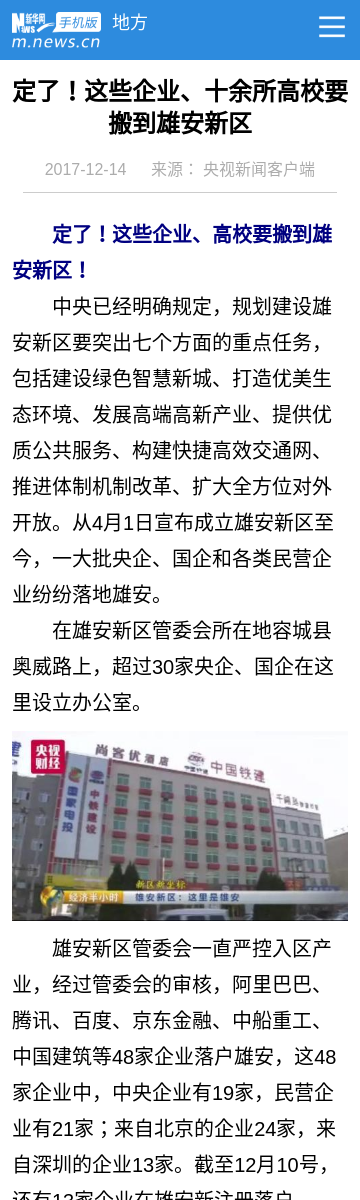 新华网
News
手机版
地方
m.news.cn
定了！这些企业、十余所高校要
搬到雄安新区
2017-12-14 来源： 央视新闻客户端
定了！这些企业、高校要搬到雄
安新区！
中央已经明确规定，规划建设雄
安新区要突出七个方面的重点任务，
包括建设绿色智慧新城、打造优美生
态环境、发展高端高新产业、提供优
质公共服务、构建快捷高效交通网、
推进体制机制改革、扩大全方位对外
开放。从4月1日宣布成立雄安新区至
今，一大批央企、国企和各类民营企
业纷纷落地雄安。
在雄安新区管委会所在地容城县
奥威路上，超过30家央企、国企在这
里设立办公室。
央视
财经
尚客优酒店
中国铁建
国家电投
中铁建设
新区新坐标
经济半小时
雄安新区：这里是雄安
雄安新区管委会一直严控入区产
业，经过管委会的审核，阿里巴巴、
腾讯、百度、京东金融、中船重工、
中国建筑等48家企业落户雄安，这48
家企业中，中央企业有19家，民营企
业有21家；来自北京的企业24家，来
自深圳的企业13家。截至12月10号，
还有13家企业在雄安新注册落户